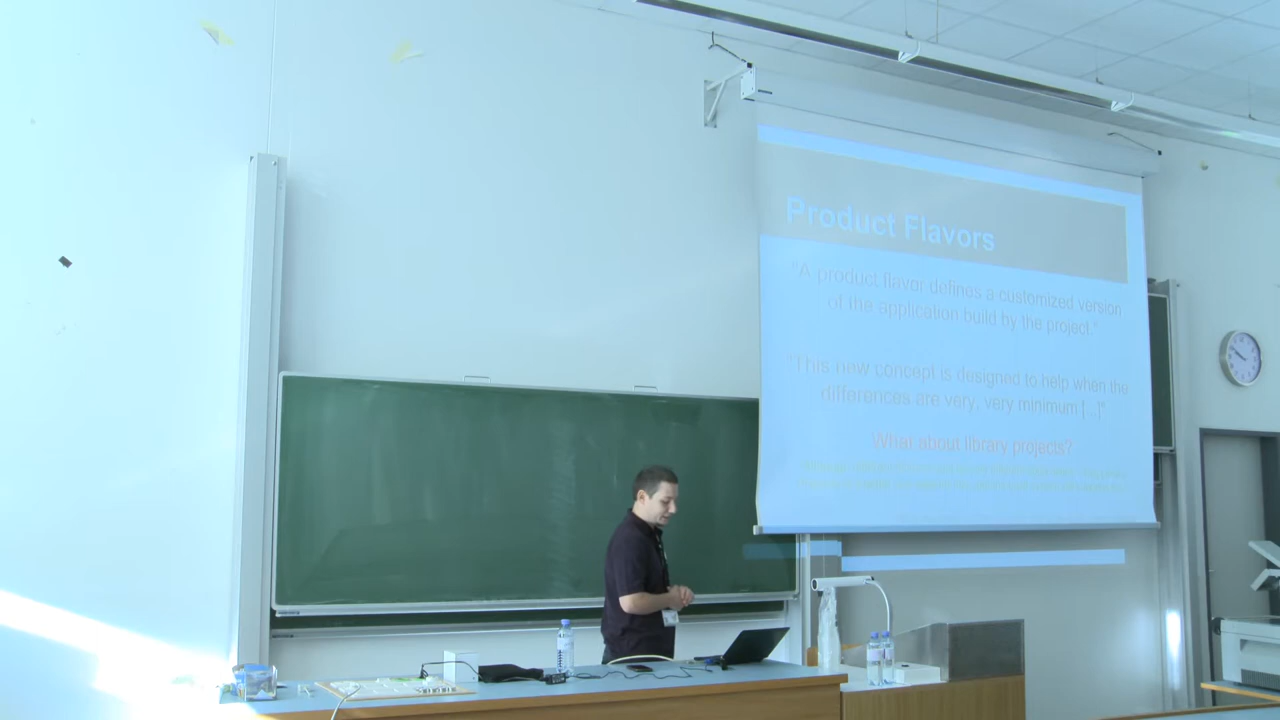 Product Flavors
"A product flavor defines a customized version
of the application build by the project."
"This new concept is designed to help when the
differences are very, very minimum [...]"
What about library projects?